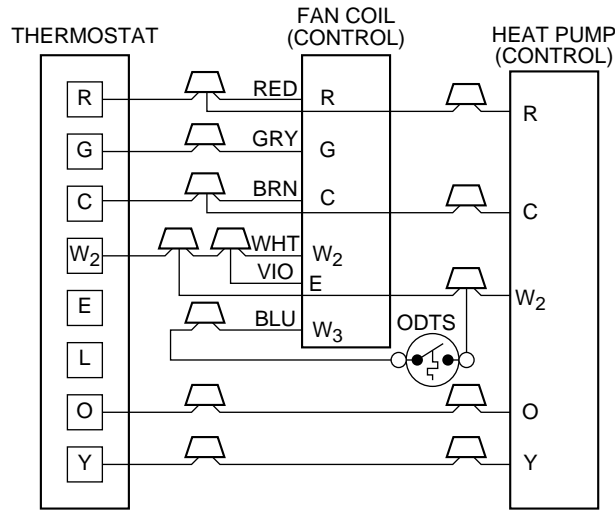 THERMOSTAT
FAN COIL
(CONTROL)
HEAT PUMP
(CONTROL)
R
RED
R
R
G
GRY
G
C
BRN
C
C
W2
WHT
W2
VIO
E
W2
E
BLU
W3
ODTS
L
O
O
Y
Y